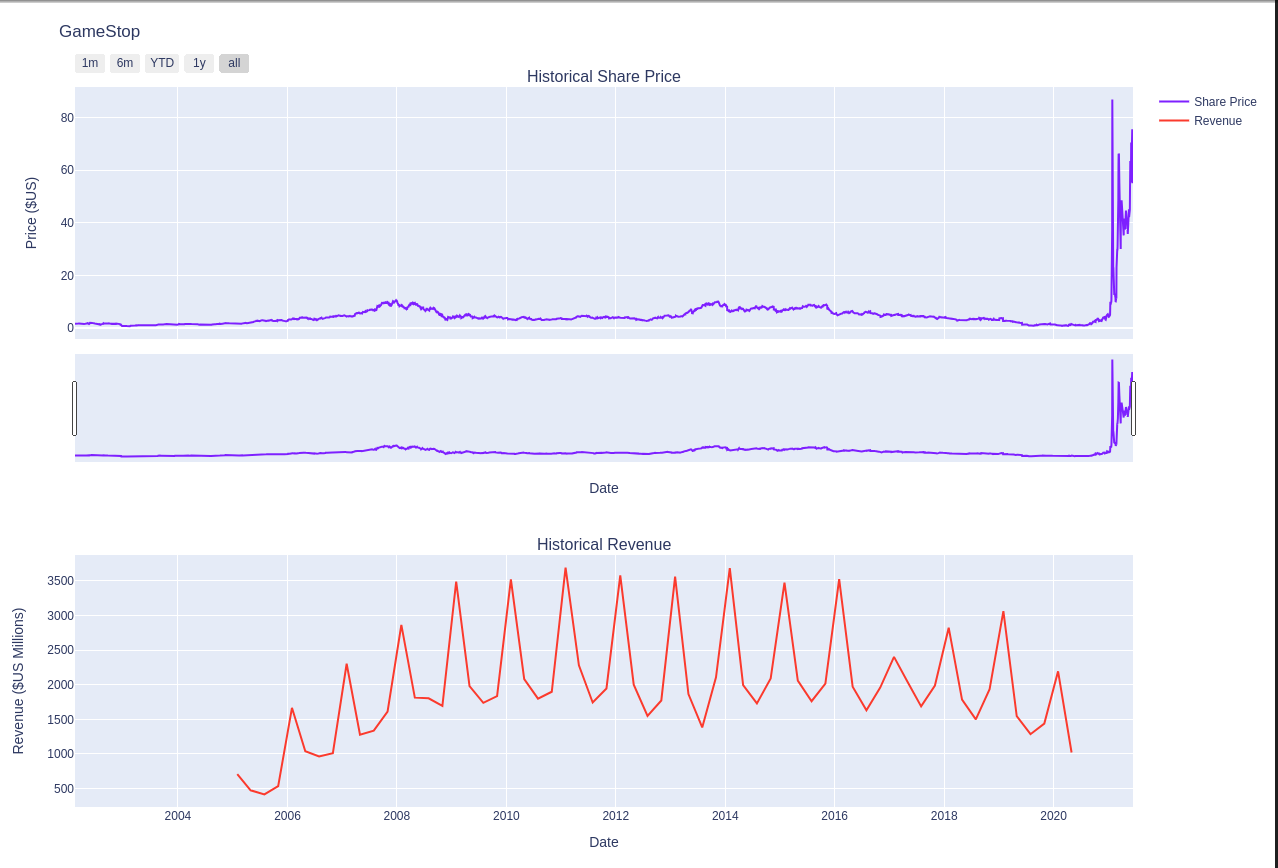 GameStop
1m 6m YTD 1y all
Historical Share Price
Share Price
Revenue
80
60
40
20
0
Price ($US)
Date
Historical Revenue
3500
3000
2500
2000
1500
1000
500
Revenue ($US Millions)
2004 2006 2008 2010 2012 2014 2016 2018 2020
Date